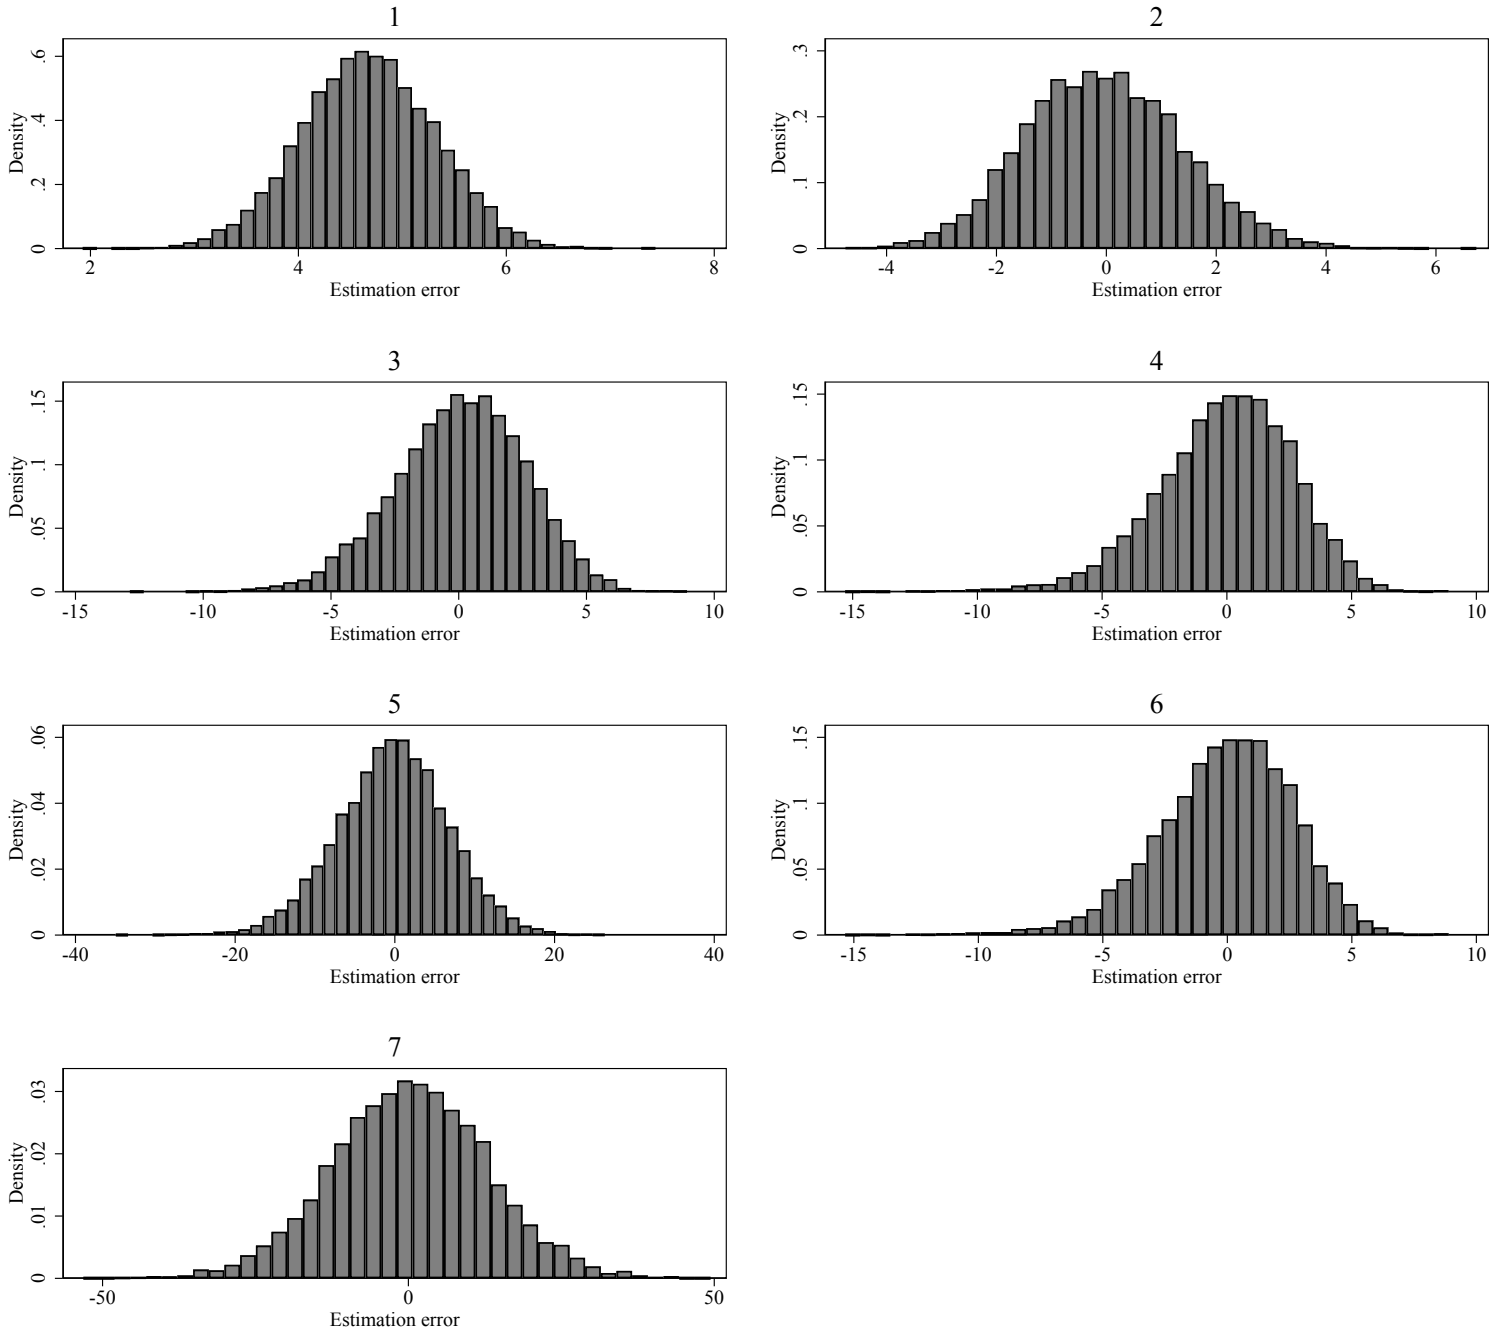 1
Density
0 .2 .4 .6
2 4 6 8
Estimation error
2
Density
0 .1 .2 .3
-4 -2 0 2 4 6
Estimation error
3
Density
0 .05 .1 .15
-15 -10 -5 0 5 10
Estimation error
4
Density
0 .05 .1 .15
-15 -10 -5 0 5 10
Estimation error
5
Density
0 .02 .04 .06
-40 -20 0 20 40
Estimation error
6
Density
0 .05 .1 .15
-15 -10 -5 0 5 10
Estimation error
7
Density
0 .01 .02 .03
-50 0 50
Estimation error